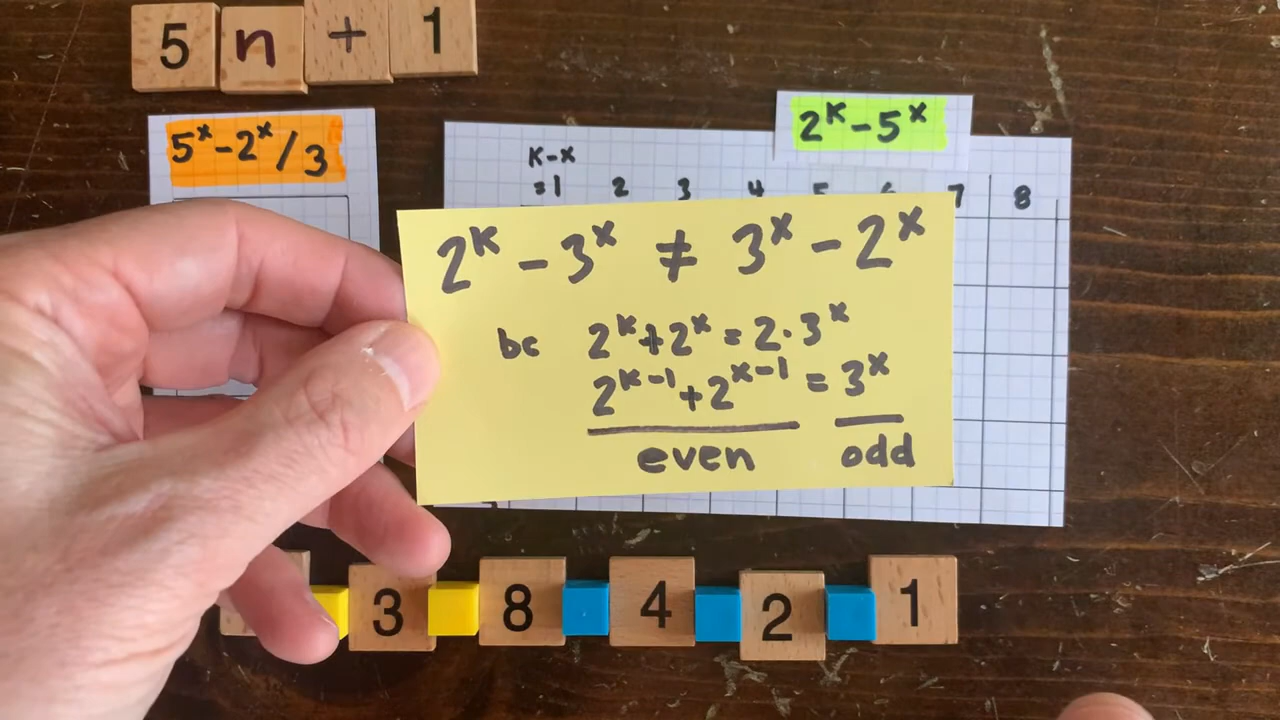 5 n + 1
5^x - 2^x / 3
2^k - 5^x
k-x
=1 2 3 4 5 6 7 8
2^k - 3^x ≠ 3^x - 2^x
bc 2^k + 2^x = 2 · 3^x
2^k-1 + 2^x-1 = 3^x
even odd
3 8 4 2 1